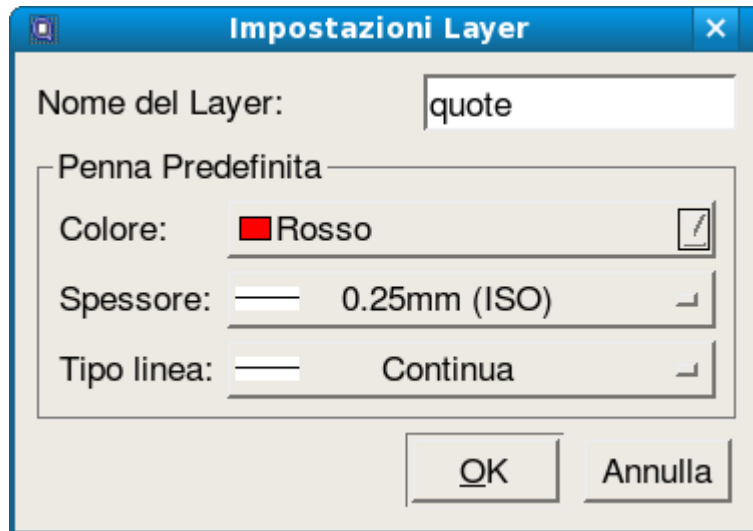 Impostazioni Layer
Nome del Layer: quote
Penna Predefinita
Colore: Rosso
Spessore: 0.25mm (ISO)
Tipo linea: Continua
OK Annulla